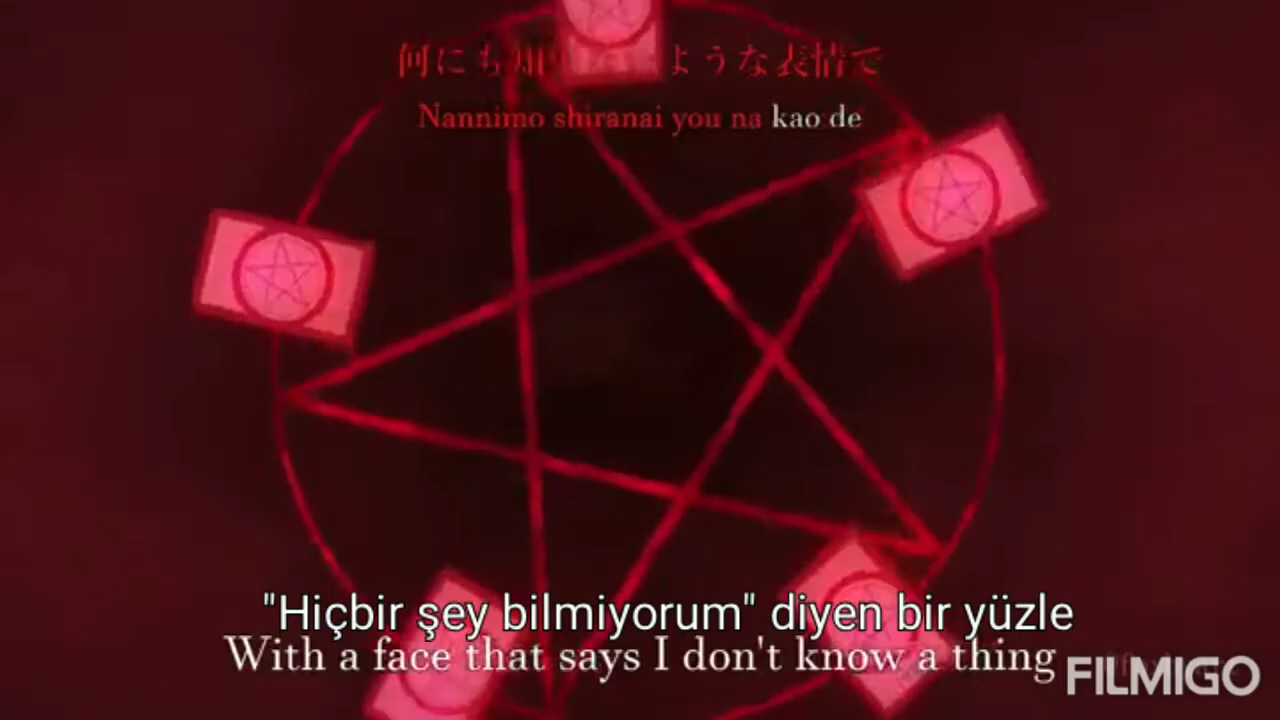 何にも知ような表情で
Nannimo shiranai you na kao de
"Hiçbir şey bilmiyorum" diyen bir yüzle
With a face that says I don't know a thing
FILMIGO